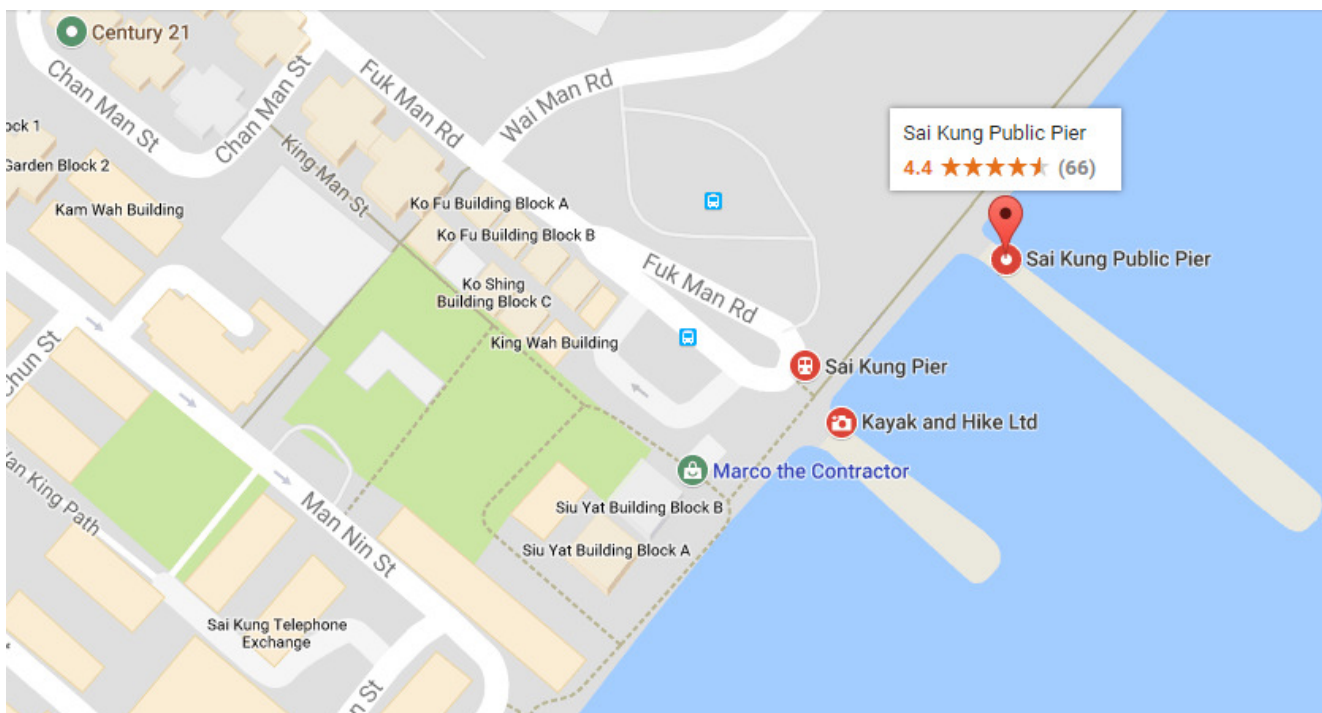 Century 21
Chan Man St
Chan Man St
Fuk Man Rd
Wai Man Rd
ock 1
Garden Block 2
King Man St
Kam Wah Building
Ko Fu Building Block A
Ko Fu Building Block B
Sai Kung Public Pier
4.4 (66)
Sai Kung Public Pier
Fuk Man Rd
Ko Shing
Building Block C
King Wah Building
Sai Kung Pier
Chun St
Kayak and Hike Ltd
Marco the Contractor
Siu Yat Building Block B
Siu Yat Building Block A
Man Nin St
an King Path
Sai Kung Telephone
Exchange
n St